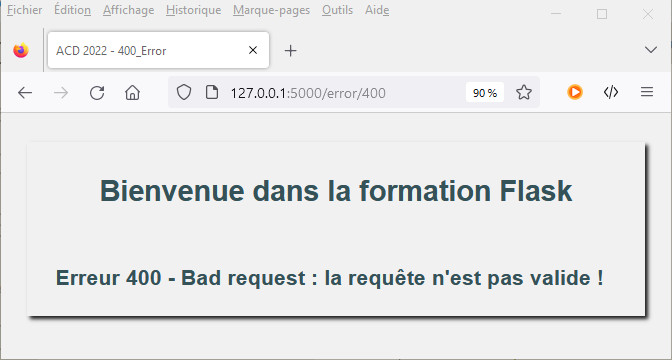 Fichier Édition Affichage Historique Marque-pages Outils Aide
ACD 2022 - 400_Error
127.0.0.1:5000/error/400 90 %
Bienvenue dans la formation Flask
Erreur 400 - Bad request : la requête n'est pas valide !